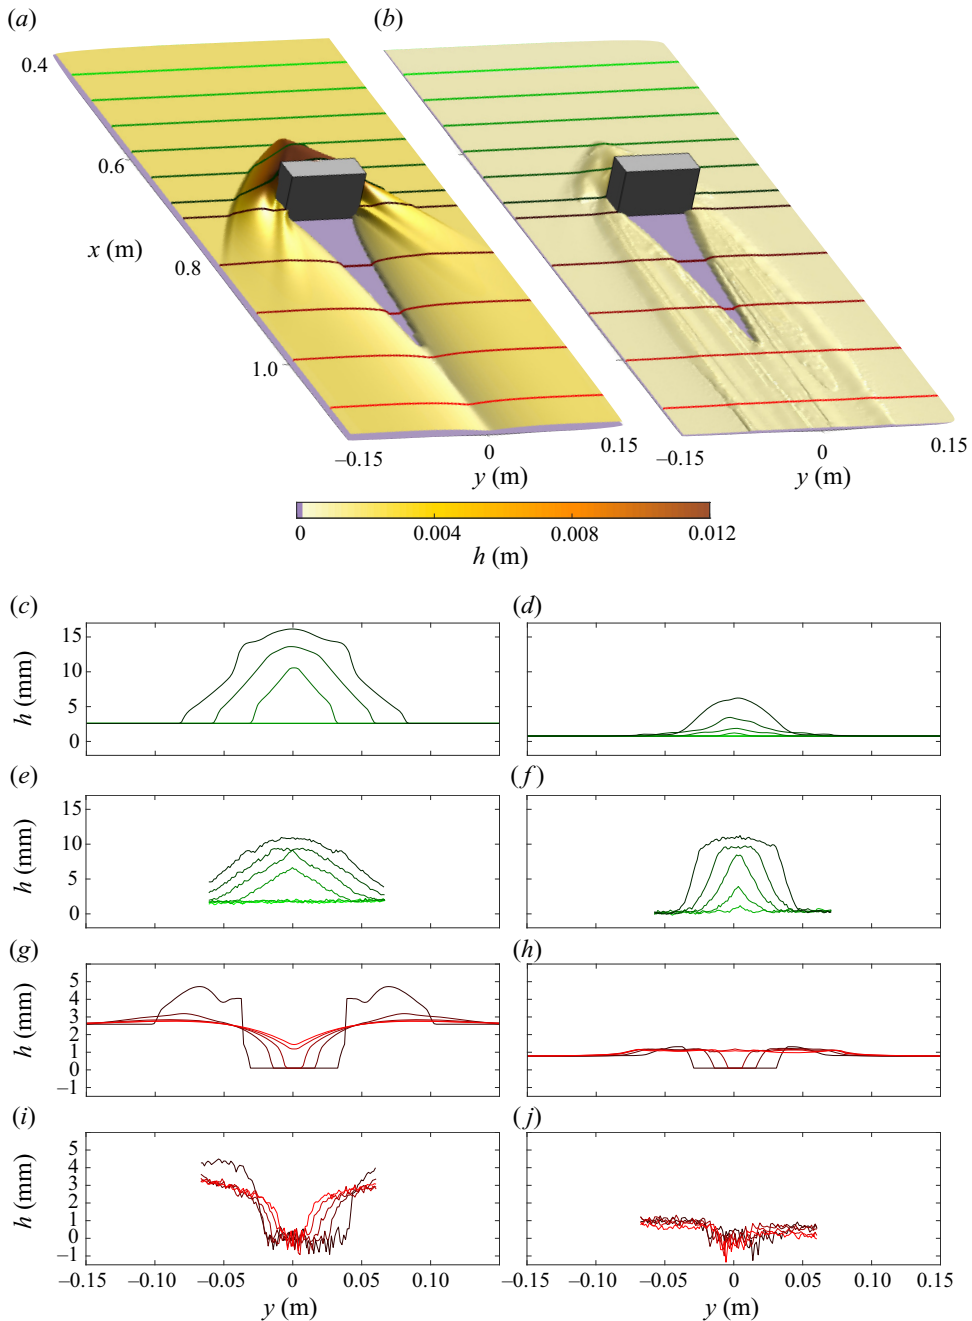 (a)
(b)
0.4
0.6
x (m)
0.8
1.0
–0.15
0
0.15
y (m)
–0.15
0
0.15
y (m)
0
0.004
0.008
0.012
h (m)
(c)
(d)
15
10
5
0
h (mm)
(e)
(f)
15
10
5
0
h (mm)
(g)
(h)
5
4
3
2
1
0
–1
h (mm)
(i)
(j)
5
4
3
2
1
0
–1
h (mm)
–0.15
–0.10
–0.05
0
0.05
0.10
–0.15
–0.10
–0.05
0
0.05
0.10
0.15
y (m)
y (m)